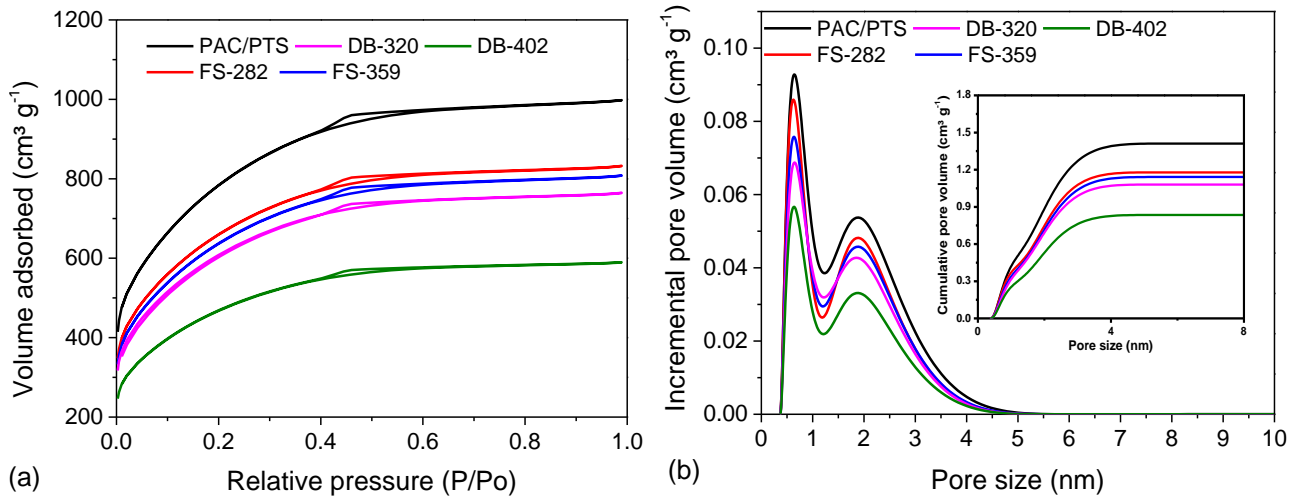 1200
1000
800
600
400
200
Volume adsorbed (cm³ g⁻¹)
PAC/PTS
DB-320
DB-402
FS-282
FS-359
0.0
0.2
0.4
0.6
0.8
1.0
Relative pressure (P/Po)
(a)
0.10
0.08
0.06
0.04
0.02
0.00
Incremental pore volume (cm³ g⁻¹)
PAC/PTS
DB-320
DB-402
FS-282
FS-359
1.8
1.5
1.2
0.9
0.6
0.3
0.0
Cumulative pore volume (cm³ g⁻¹)
0
2
4
6
8
Pore size (nm)
0
1
2
3
4
5
6
7
8
9
10
Pore size (nm)
(b)